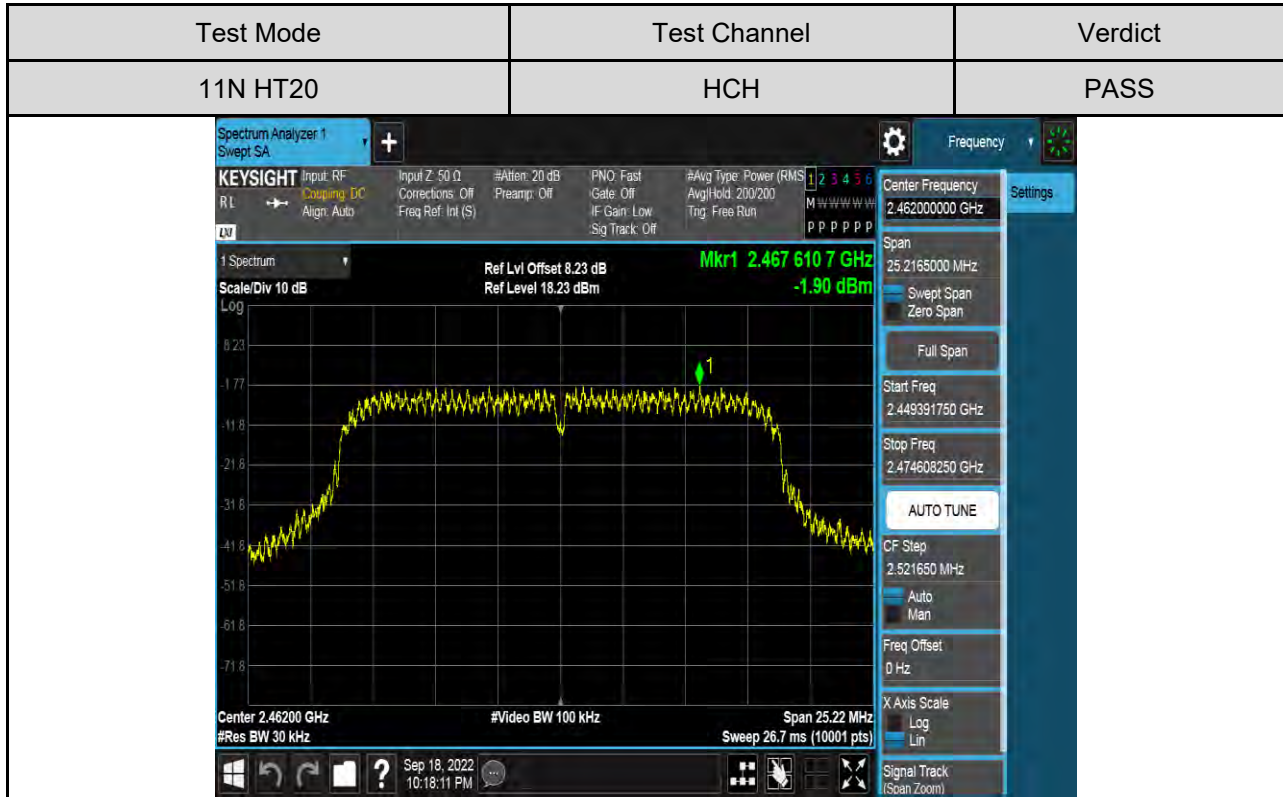 Test Mode
Test Channel
Verdict
11N HT20
HCH
PASS
Spectrum Analyzer 1
Swept SA
Frequency
KEYSIGHT
RL
LXI
Input: RF
Coupling: DC
Align: Auto
Input Z: 50 Ω
Corrections: Off
Freq Ref: Int (S)
#Atten: 20 dB
Preamp: Off
PNO: Fast
Gate: Off
IF Gain: Low
Sig Track: Off
#Avg Type: Power (RMS
Avg|Hold: 200/200
Trig: Free Run
1 2 3 4 5 6
M W W W W W
P P P P P P
1 Spectrum
Scale/Div 10 dB
Ref Lvl Offset 8.23 dB
Ref Level 18.23 dBm
Mkr1 2.467 610 7 GHz
-1.90 dBm
Log
8.23
-1.77
-11.8
-21.8
-31.8
-41.8
-51.8
-61.8
-71.8
1
Center 2.46200 GHz
#Video BW 100 kHz
Span 25.22 MHz
#Res BW 30 kHz
Sweep 26.7 ms (10001 pts)
Sep 18, 2022
10:18:11 PM
Center Frequency
2.462000000 GHz
Settings
Span
25.2165000 MHz
Swept Span
Zero Span
Full Span
Start Freq
2.449391750 GHz
Stop Freq
2.474608250 GHz
AUTO TUNE
CF Step
2.521650 MHz
Auto
Man
Freq Offset
0 Hz
X Axis Scale
Log
Lin
Signal Track
(Span Zoom)